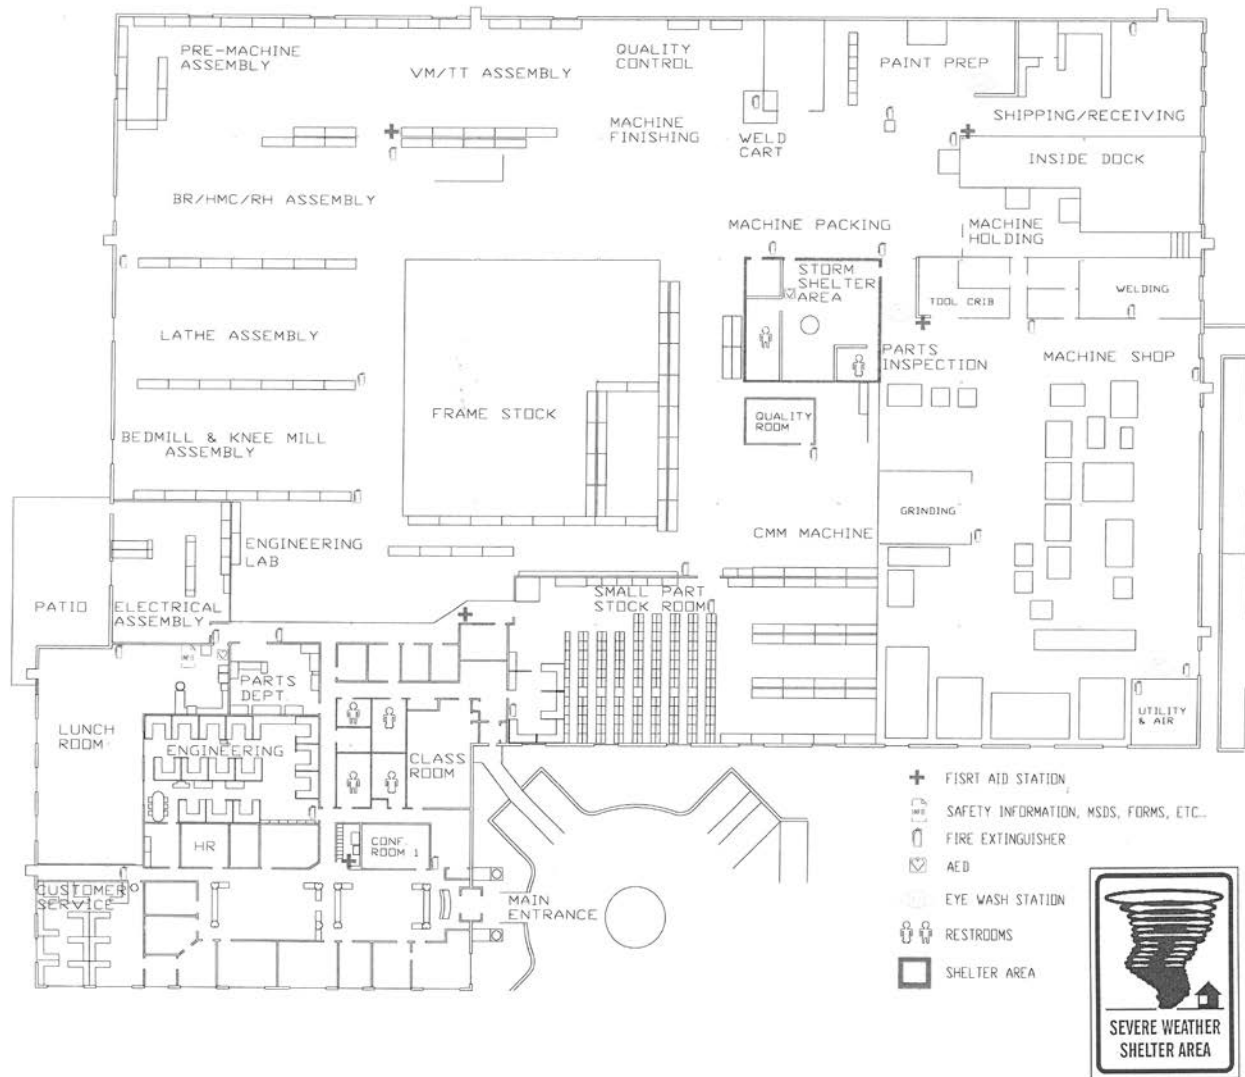 PRE-MACHINE
ASSEMBLY
VM/TT ASSEMBLY
QUALITY
CONTROL
PAINT PREP
SHIPPING/RECEIVING
MACHINE
FINISHING
WELD
CART
INSIDE DOCK
BR/HMC/RH ASSEMBLY
MACHINE PACKING
MACHINE
HOLDING
STORM
SHELTER
AREA
TOOL CRIB
WELDING
LATHE ASSEMBLY
PARTS
INSPECTION
MACHINE SHOP
FRAME STOCK
QUALITY
ROOM
BEDMILL & KNEE MILL
ASSEMBLY
GRINDING
CMM MACHINE
ENGINEERING
LAB
PATIO
ELECTRICAL
ASSEMBLY
SMALL PART
STOCK ROOM
PARTS
DEPT.
LUNCH
ROOM
ENGINEERING
CLASS
ROOM
UTILITY
& AIR
HR
CONF.
ROOM 1
CUSTOMER
SERVICE
MAIN
ENTRANCE
FISRT AID STATION
SAFETY INFORMATION, MSDS, FORMS, ETC..
FIRE EXTINGUISHER
AED
EYE WASH STATION
RESTROOMS
SHELTER AREA
SEVERE WEATHER
SHELTER AREA